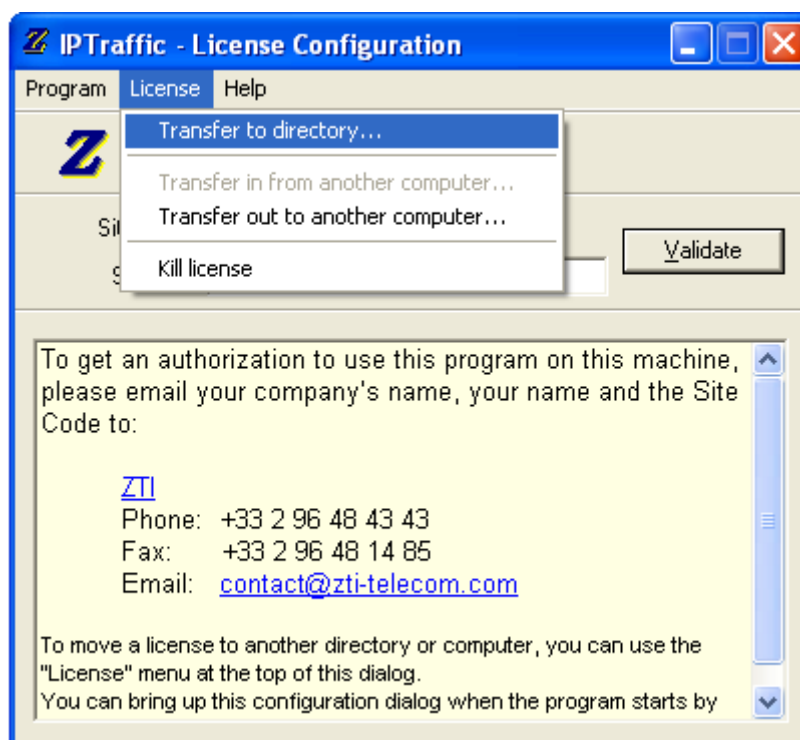 IPTraffic - License Configuration
Program License Help
Transfer to directory...
Transfer in from another computer...
Transfer out to another computer...
Kill license
Validate
To get an authorization to use this program on this machine,
please email your company's name, your name and the Site
Code to:
ZTI
Phone: +33 2 96 48 43 43
Fax: +33 2 96 48 14 85
Email: contact@zti-telecom.com
To move a license to another directory or computer, you can use the
"License" menu at the top of this dialog.
You can bring up this configuration dialog when the program starts by